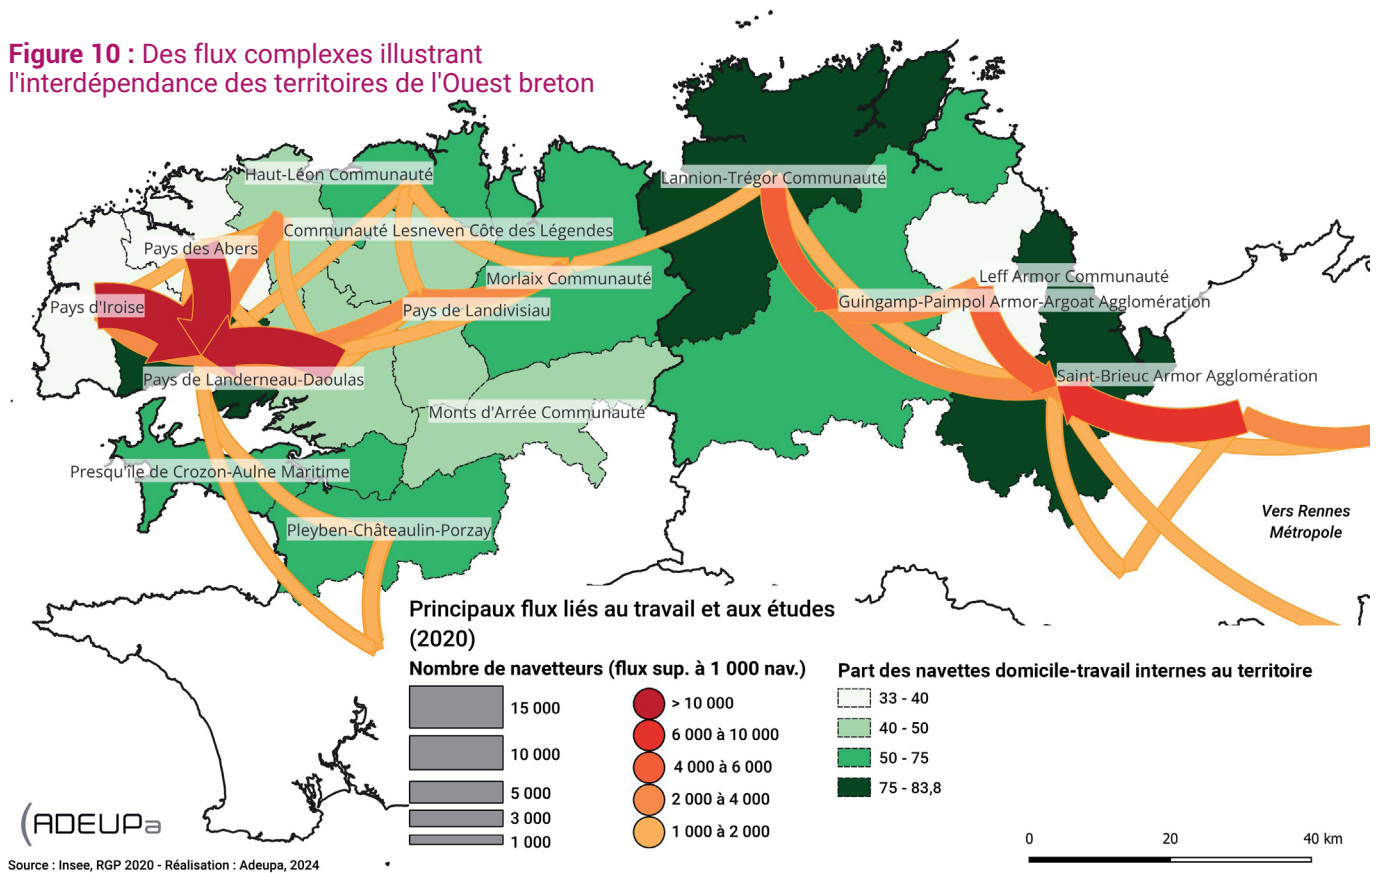 Figure 10 : Des flux complexes illustrant
l'interdépendance des territoires de l'Ouest breton
Haut-Léon Communauté
Lannion-Trégor Communauté
Communauté Lesneven Côte des Légendes
Pays des Abers
Morlaix Communauté
Leff Armor Communauté
Pays d'Iroise
Pays de Landivisiau
Guingamp-Paimpol Armor-Argoat Agglomération
Pays de Landerneau-Daoulas
Saint-Brieuc Armor Agglomération
Monts d'Arrée Communauté
Presqu'île de Crozon-Aulne Maritime
Pleyben-Châteaulin-Porzay
Vers Rennes
Métropole
Principaux flux liés au travail et aux études
(2020)
Nombre de navetteurs (flux sup. à 1 000 nav.)
15 000
10 000
5 000
3 000
1 000
> 10 000
6 000 à 10 000
4 000 à 6 000
2 000 à 4 000
1 000 à 2 000
Part des navettes domicile-travail internes au territoire
33 - 40
40 - 50
50 - 75
75 - 83,8
0 20 40 km
ADEUPa
Source : Insee, RGP 2020 - Réalisation : Adeupa, 2024